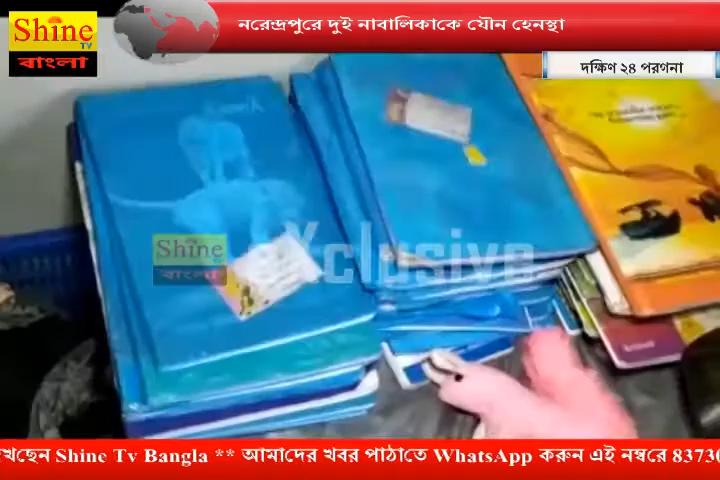 Shine
TV
বাংলা
নরেন্দ্রপুরে দুই নাবালিকাকে যৌন হেনস্থা
দক্ষিণ ২৪ পরগনা
Shine
বাংলা
eXclusive
খছেন Shine Tv Bangla ** আমাদের খবর পাঠাতে WhatsApp করুন এই নম্বরে 83730